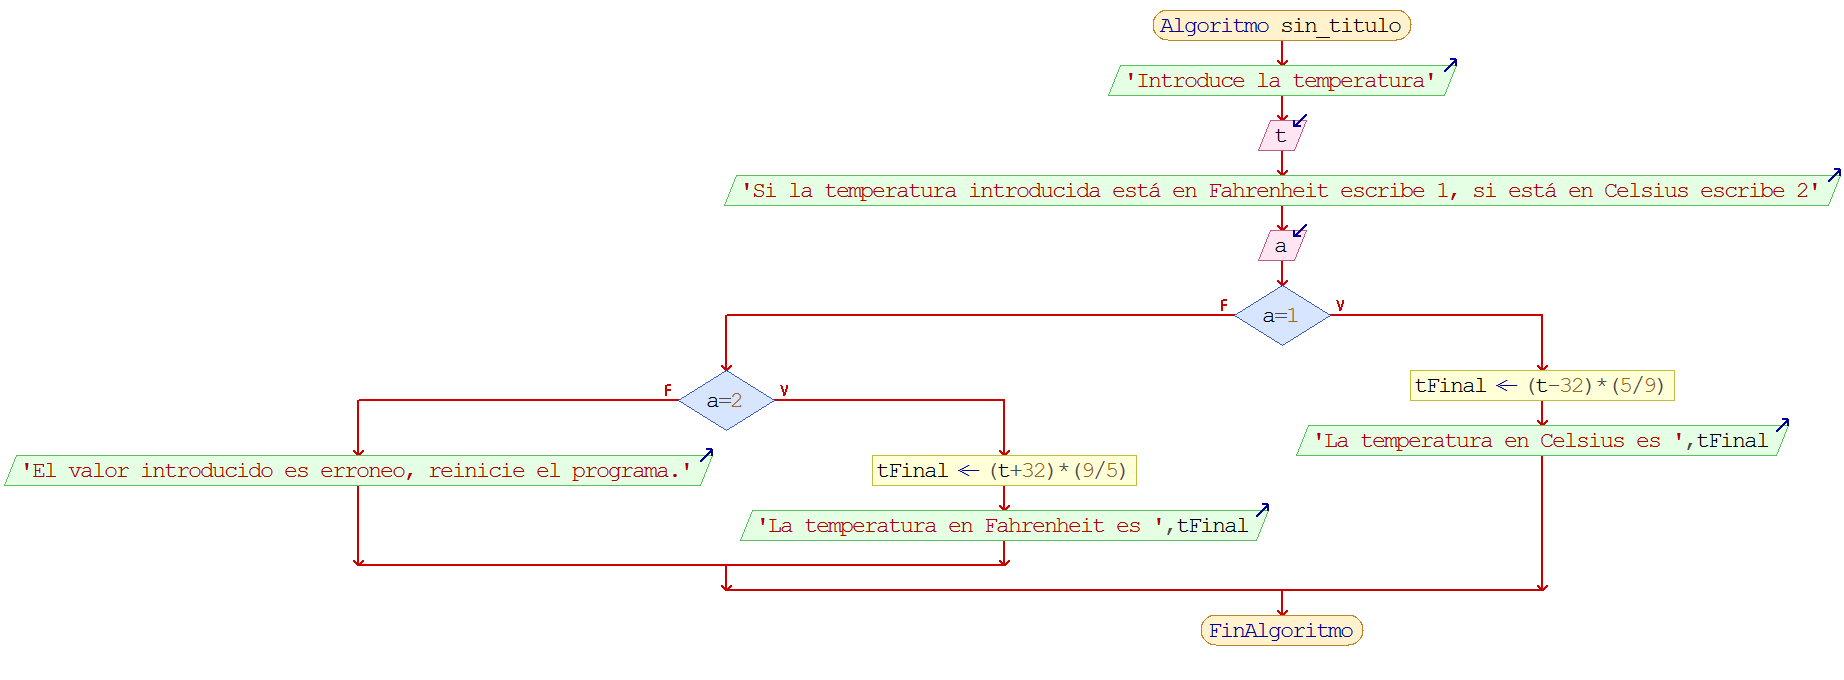 Algoritmo sin_titulo
'Introduce la temperatura'
t
'Si la temperatura introducida está en Fahrenheit escribe 1, si está en Celsius escribe 2'
a
F
a=1
V
F
a=2
V
tFinal ← (t-32)*(5/9)
'La temperatura en Celsius es ',tFinal
'El valor introducido es erroneo, reinicie el programa.'
tFinal ← (t+32)*(9/5)
'La temperatura en Fahrenheit es ',tFinal
FinAlgoritmo